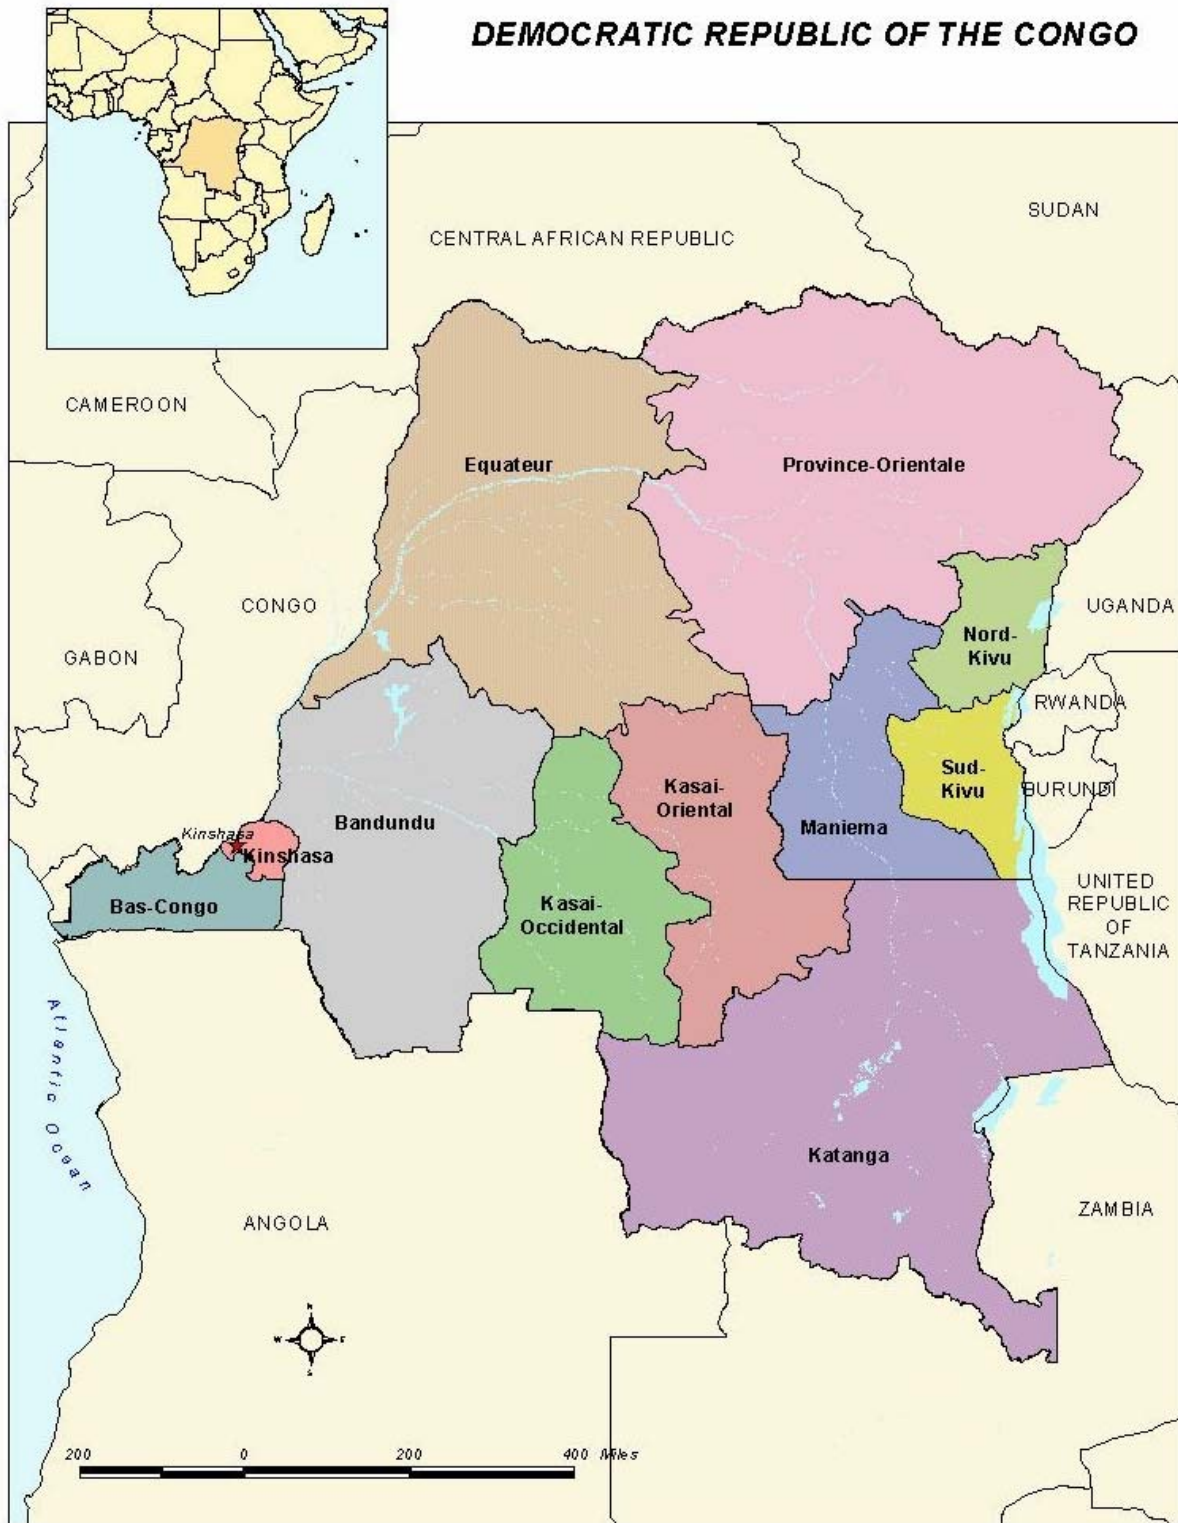 DEMOCRATIC REPUBLIC OF THE CONGO
SUDAN
CENTRAL AFRICAN REPUBLIC
CAMEROON
Equateur
Province-Orientale
CONGO
UGANDA
GABON
Nord-
Kivu
RWANDA
Sud-
Kivu
BURUNDI
Kasai-
Oriental
Bandundu
Maniema
Kinshasa
Kinshasa
Bas-Congo
Kasai-
Occidental
UNITED
REPUBLIC
OF
TANZANIA
Atlantic Ocean
Katanga
ZAMBIA
ANGOLA
N
W E
S
200 0 200 400 Miles